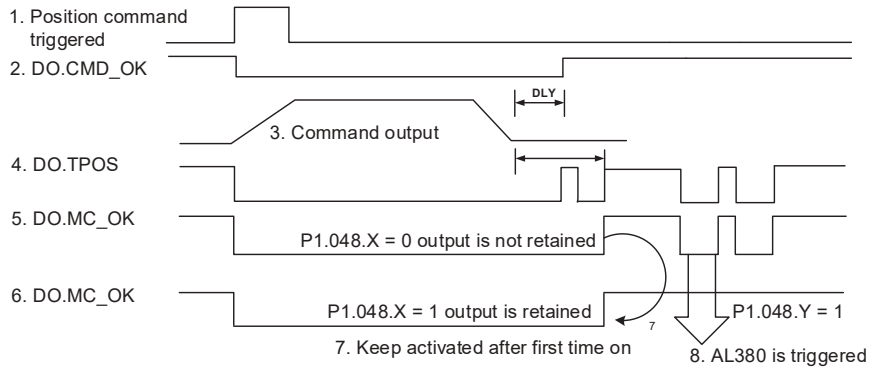 1. Position command
triggered
2. DO.CMD_OK
DLY
3. Command output
4. DO.TPOS
5. DO.MC_OK
P1.048.X = 0 output is not retained
6. DO.MC_OK
P1.048.X = 1 output is retained
7
P1.048.Y = 1
7. Keep activated after first time on
8. AL380 is triggered